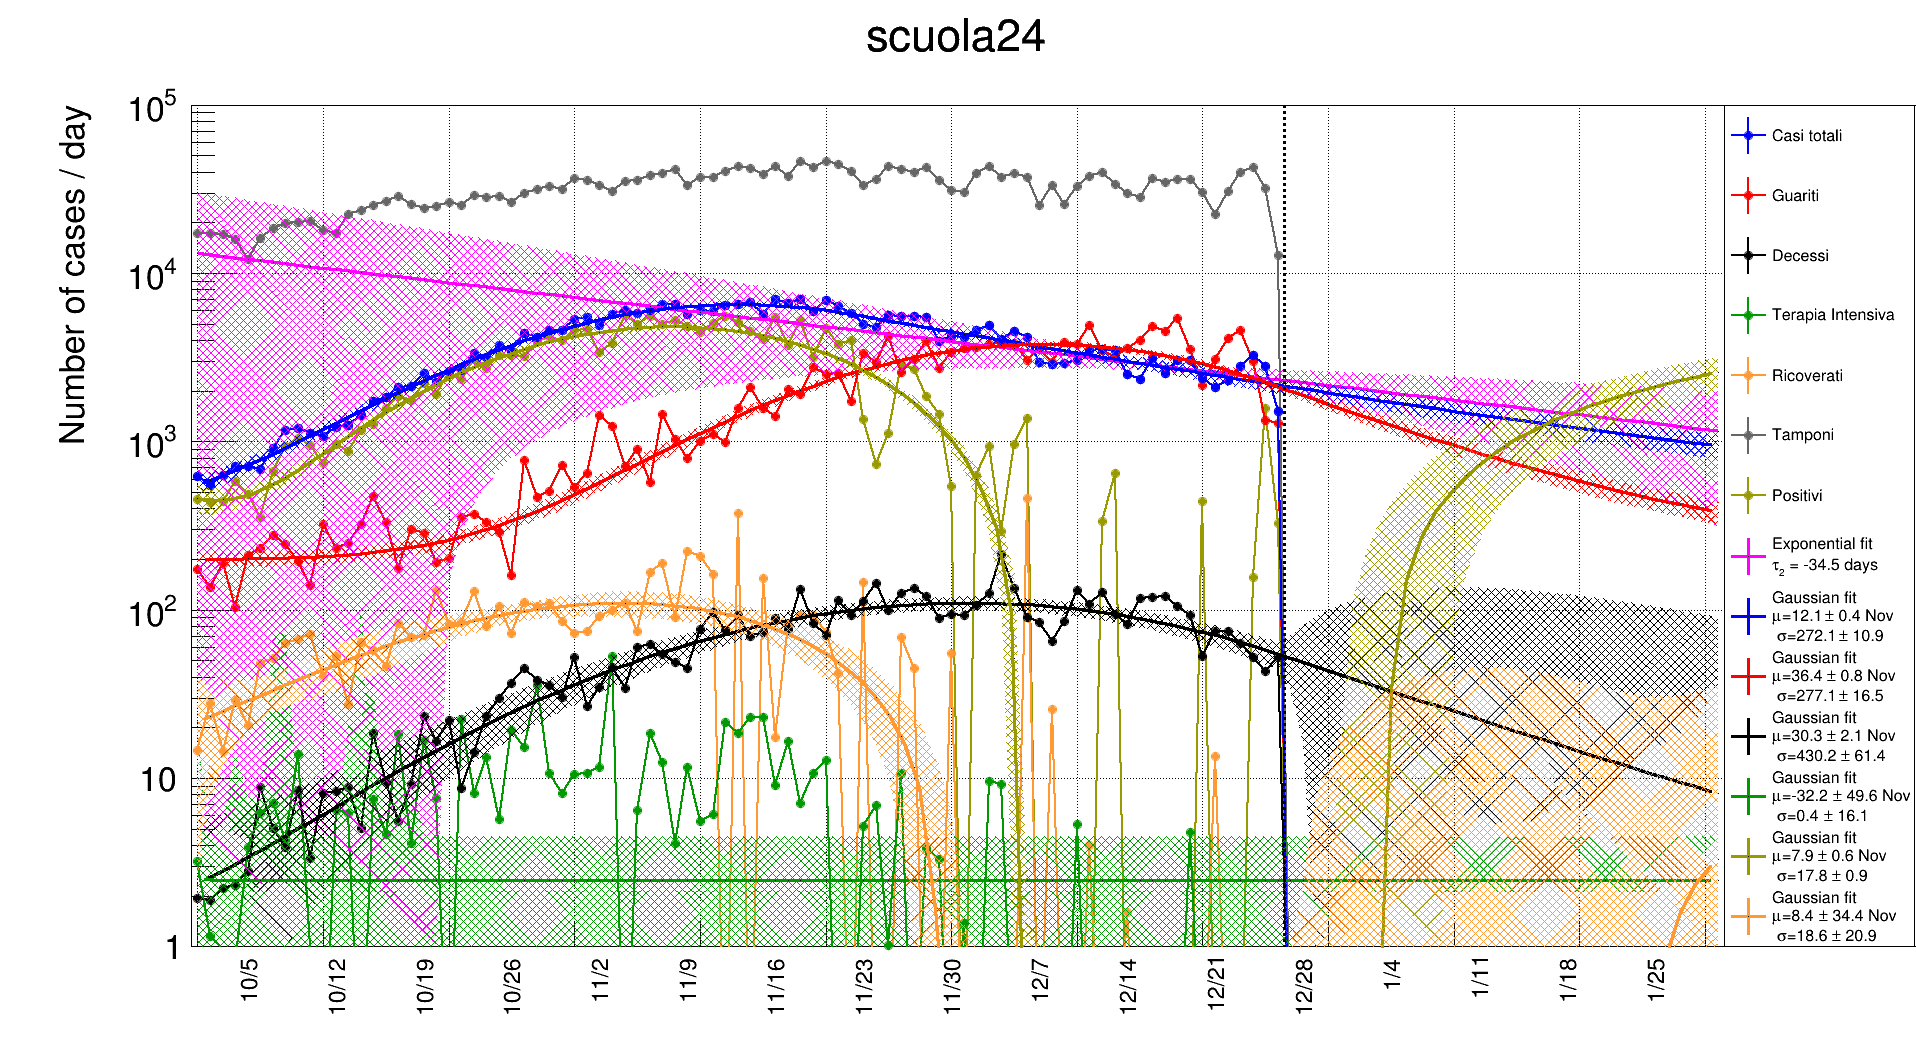 scuola24
Number of cases / day
10^5
10^4
10^3
10^2
10
1
10/5
10/12
10/19
10/26
11/2
11/9
11/16
11/23
11/30
12/7
12/14
12/21
12/28
1/4
1/11
1/18
1/25
Casi totali
Guariti
Decessi
Terapia Intensiva
Ricoverati
Tamponi
Positivi
Exponential fit
τ₂ = -34.5 days
Gaussian fit
μ=12.1 ± 0.4 Nov
σ=272.1 ± 10.9
Gaussian fit
μ=36.4 ± 0.8 Nov
σ=277.1 ± 16.5
Gaussian fit
μ=30.3 ± 2.1 Nov
σ=430.2 ± 61.4
Gaussian fit
μ=-32.2 ± 49.6 Nov
σ=0.4 ± 16.1
Gaussian fit
μ=7.9 ± 0.6 Nov
σ=17.8 ± 0.9
Gaussian fit
μ=8.4 ± 34.4 Nov
σ=18.6 ± 20.9